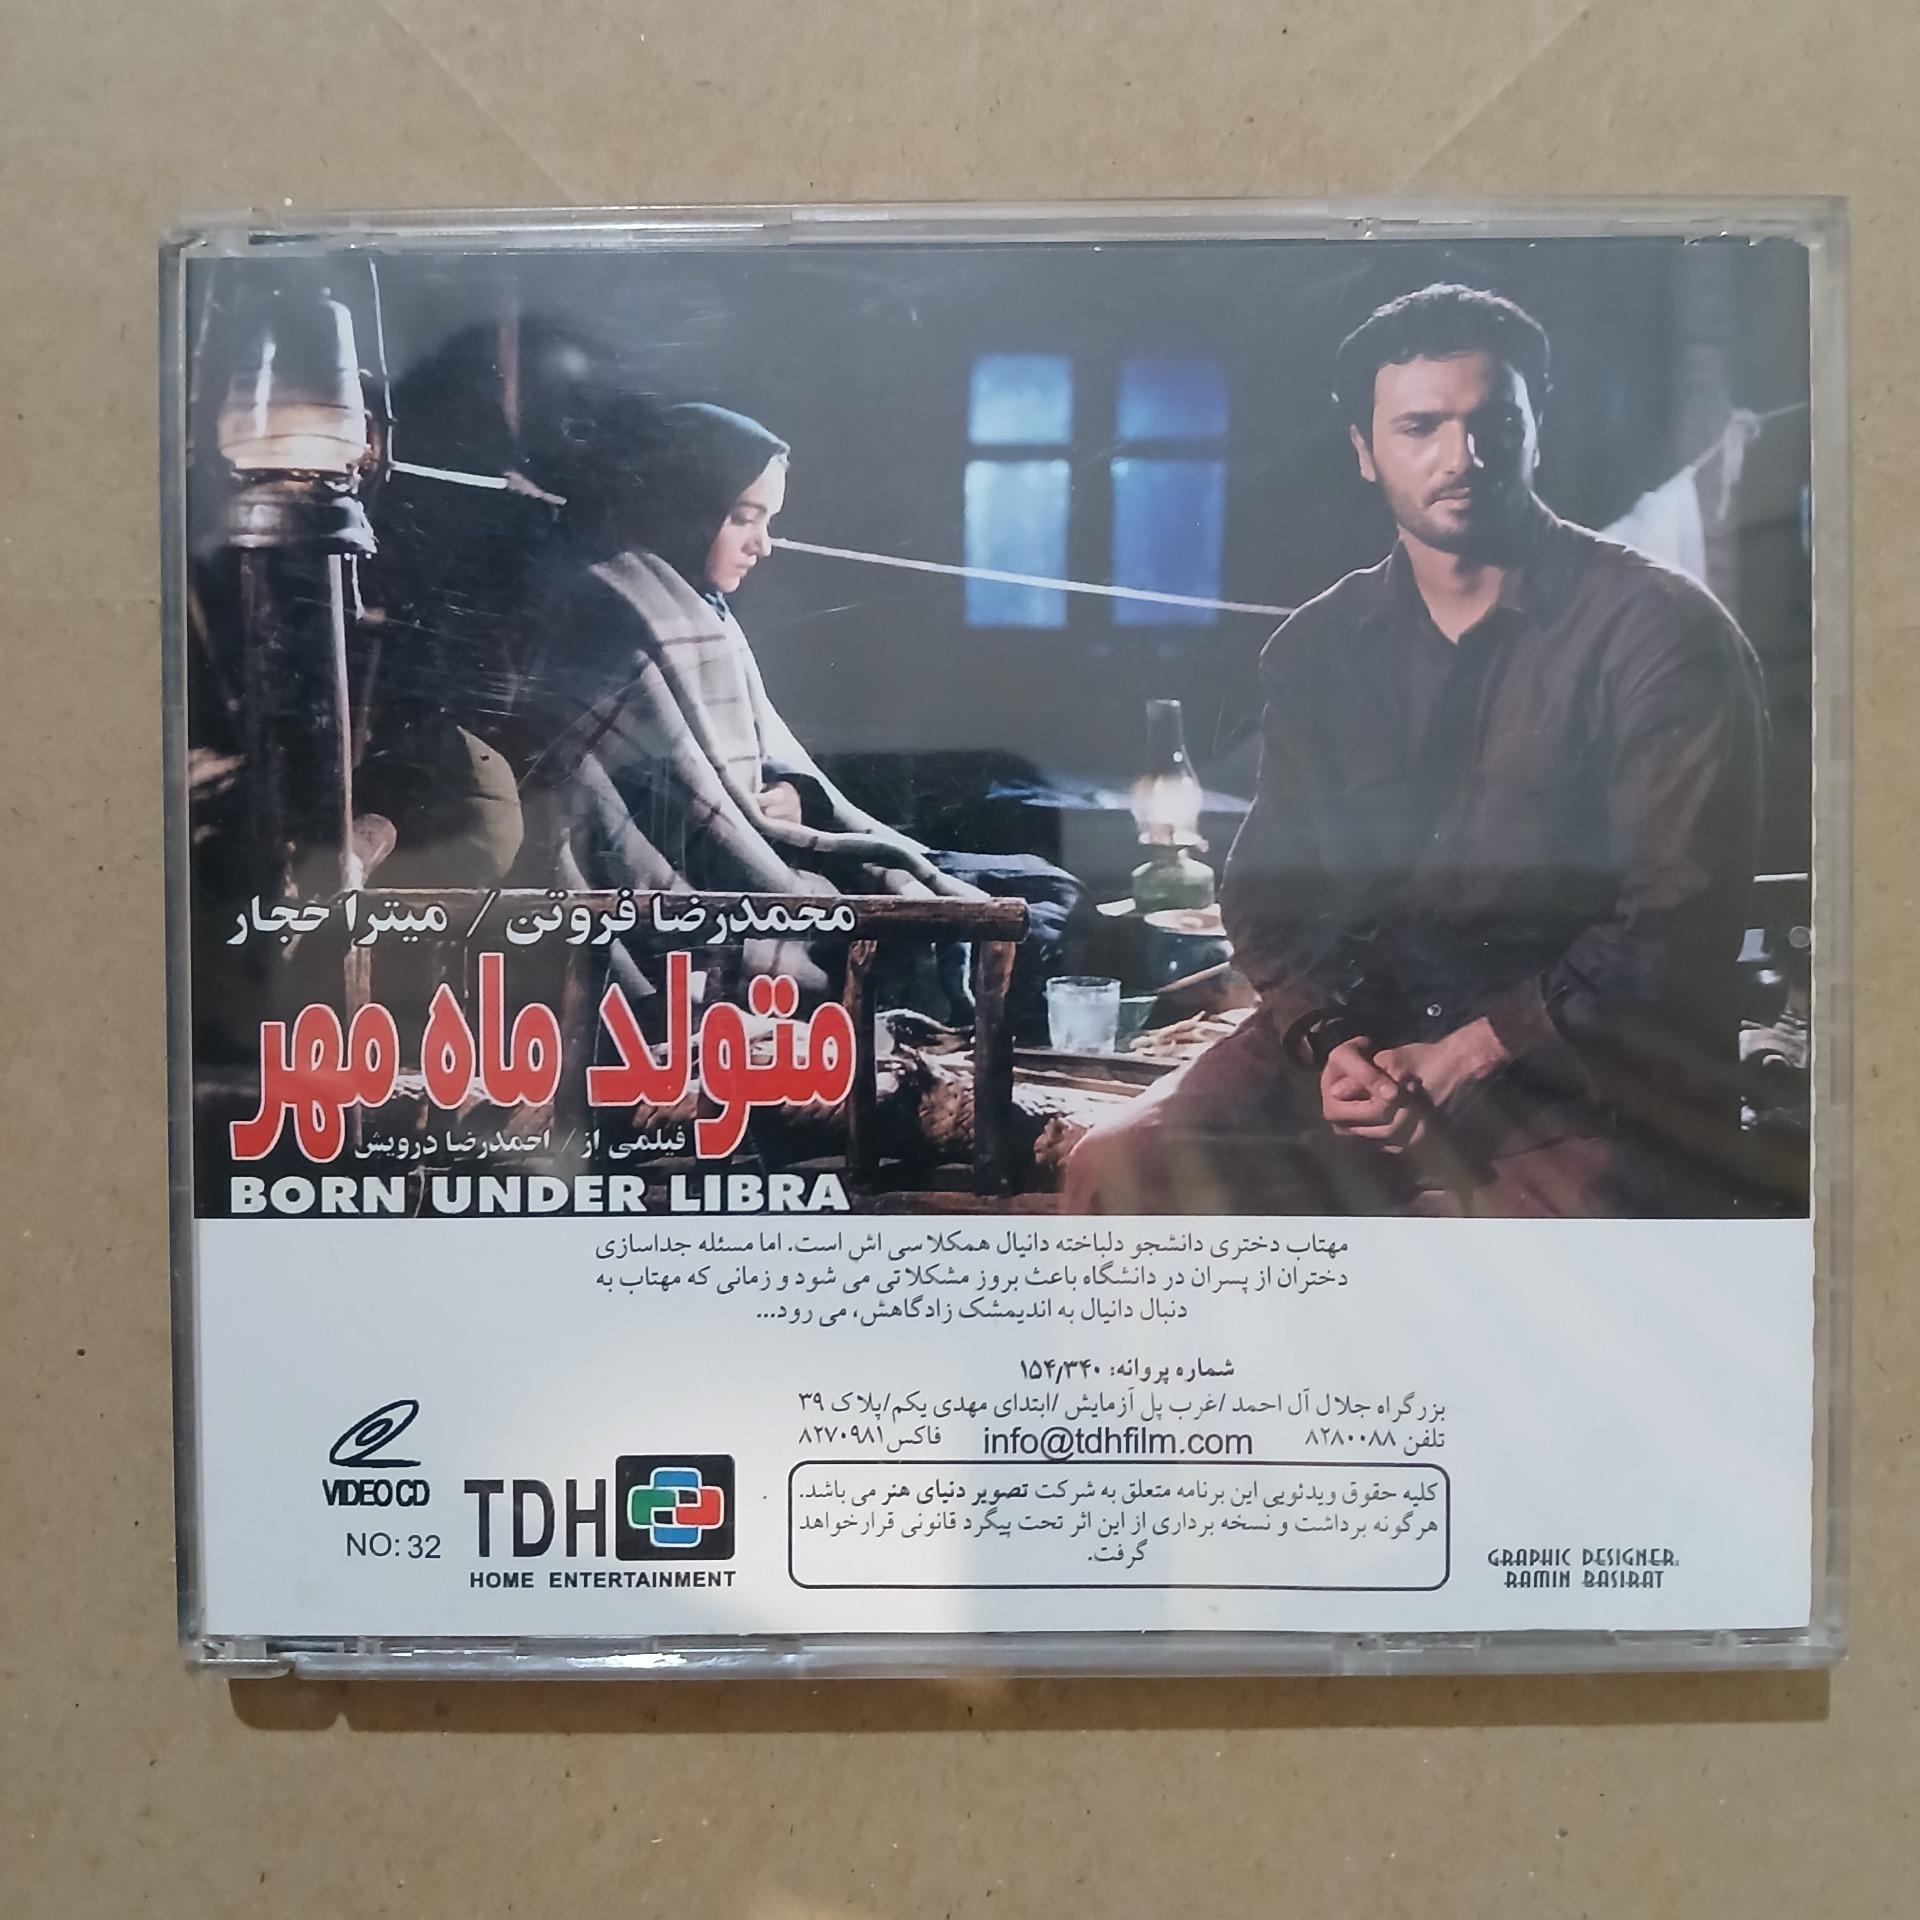 محمدرضا فروتن / میترا حجار
متولد ماه مهر
فیلمی از / احمدرضا درویش
BORN UNDER LIBRA
مهتاب دختری دانشجو دلباخته دانیال همکلاسی اش است. اما مسئله جداسازی
دختران از پسران در دانشگاه باعث بروز مشکلاتی می شود و زمانی که مهتاب به
دنبال دانیال به اندیمشک زادگاهش، می رود...
شماره پروانه: ۱۵۴/۳۴۰
بزرگراه جلال آل احمد /غرب پل آزمایش /ابتدای مهدی یکم/پلاک ۳۹
تلفن ۸۲۸۰۰۸۸ info@tdhfilm.com فاکس ۸۲۷۰۹۸۱
کلیه حقوق ویدئویی این برنامه متعلق به شرکت تصویر دنیای هنر می باشد.
هرگونه برداشت و نسخه برداری از این اثر تحت پیگرد قانونی قرارخواهد
گرفت.
VIDEO CD
NO: 32
TDH
HOME ENTERTAINMENT
GRAPHIC DESIGNER:
RAMIN BASIRAT